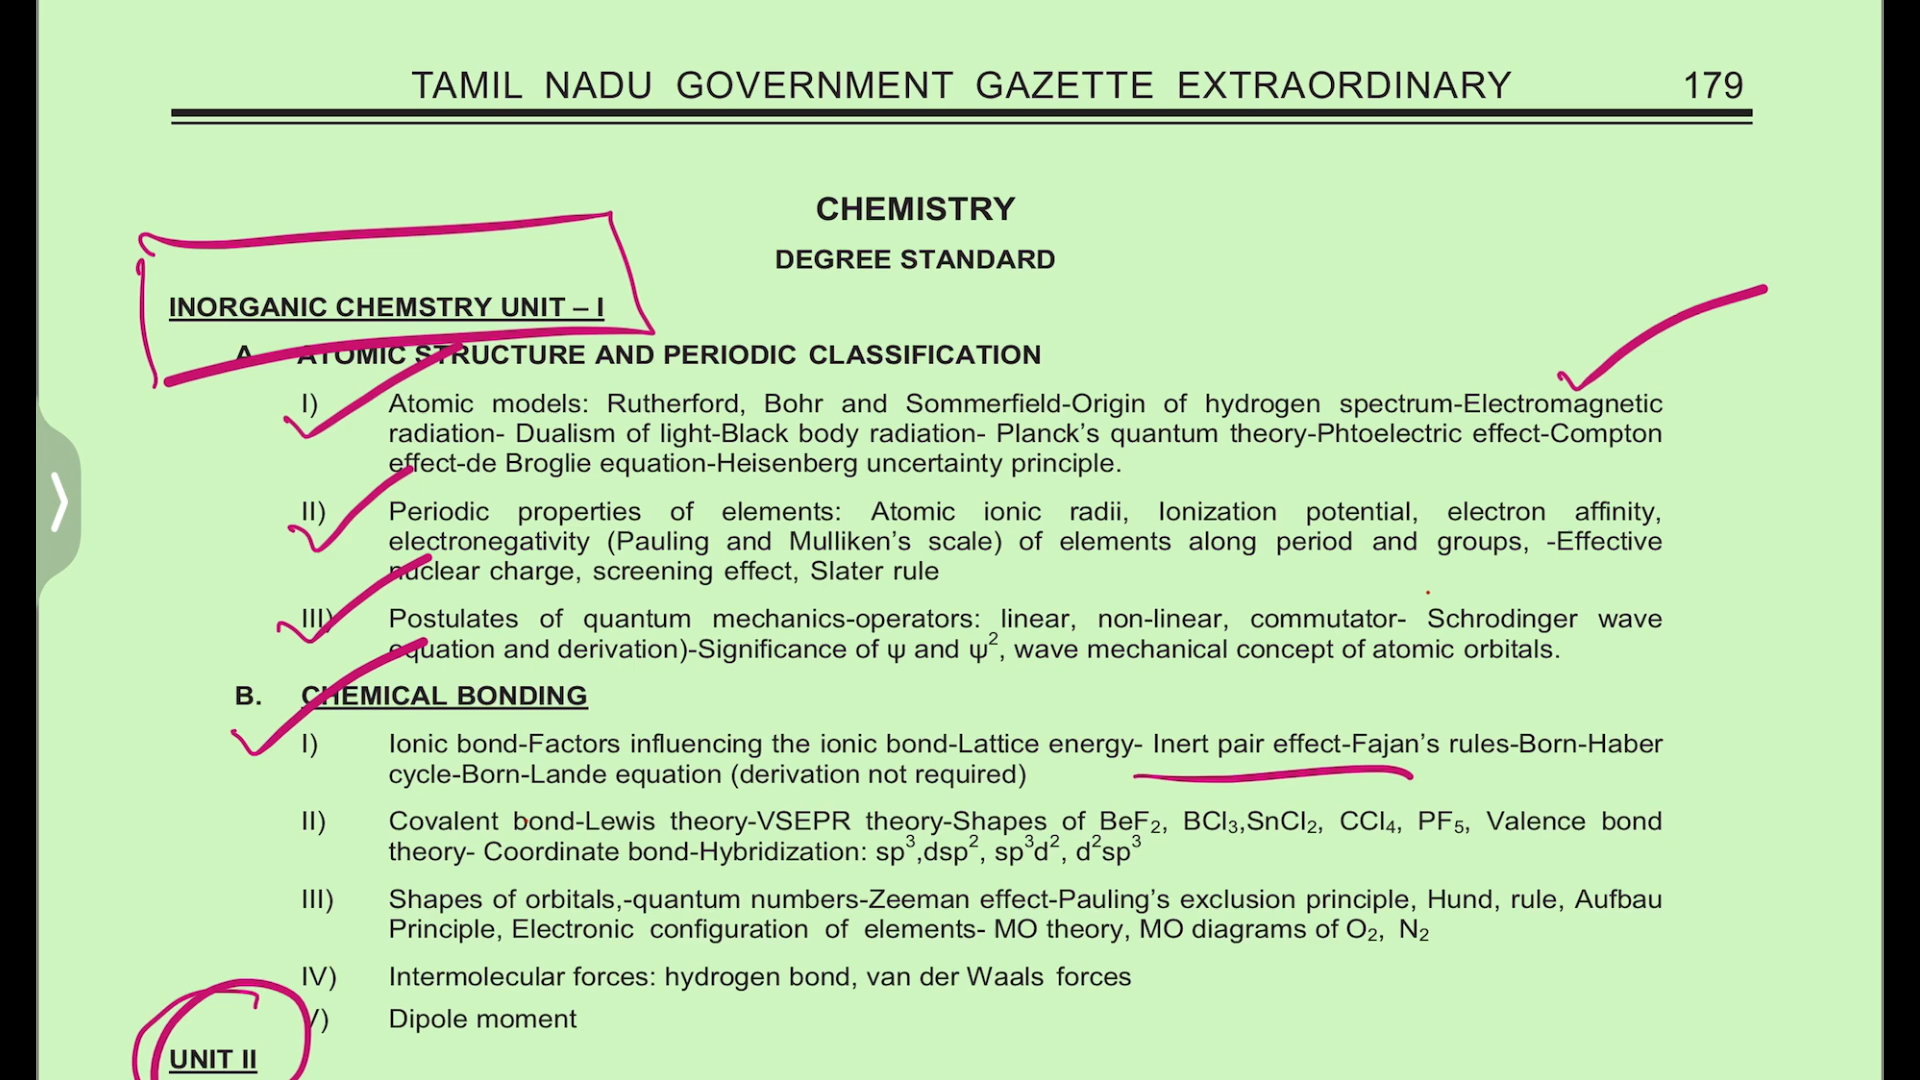 TAMIL NADU GOVERNMENT GAZETTE EXTRAORDINARY 179
CHEMISTRY
DEGREE STANDARD
INORGANIC CHEMSTRY UNIT – I
A. ATOMIC STRUCTURE AND PERIODIC CLASSIFICATION
I) Atomic models: Rutherford, Bohr and Sommerfield-Origin of hydrogen spectrum-Electromagnetic
radiation- Dualism of light-Black body radiation- Planck's quantum theory-Phtoelectric effect-Compton
effect-de Broglie equation-Heisenberg uncertainty principle.
II) Periodic properties of elements: Atomic ionic radii, Ionization potential, electron affinity,
electronegativity (Pauling and Mulliken's scale) of elements along period and groups, -Effective
nuclear charge, screening effect, Slater rule
III) Postulates of quantum mechanics-operators: linear, non-linear, commutator- Schrodinger wave
equation and derivation)-Significance of ψ and ψ², wave mechanical concept of atomic orbitals.
B. CHEMICAL BONDING
I) Ionic bond-Factors influencing the ionic bond-Lattice energy- Inert pair effect-Fajan's rules-Born-Haber
cycle-Born-Lande equation (derivation not required)
II) Covalent bond-Lewis theory-VSEPR theory-Shapes of BeF₂, BCl₃,SnCl₂, CCl₄, PF₅, Valence bond
theory- Coordinate bond-Hybridization: sp³,dsp², sp³d², d²sp³
III) Shapes of orbitals,-quantum numbers-Zeeman effect-Pauling's exclusion principle, Hund, rule, Aufbau
Principle, Electronic configuration of elements- MO theory, MO diagrams of O₂, N₂
IV) Intermolecular forces: hydrogen bond, van der Waals forces
V) Dipole moment
UNIT II